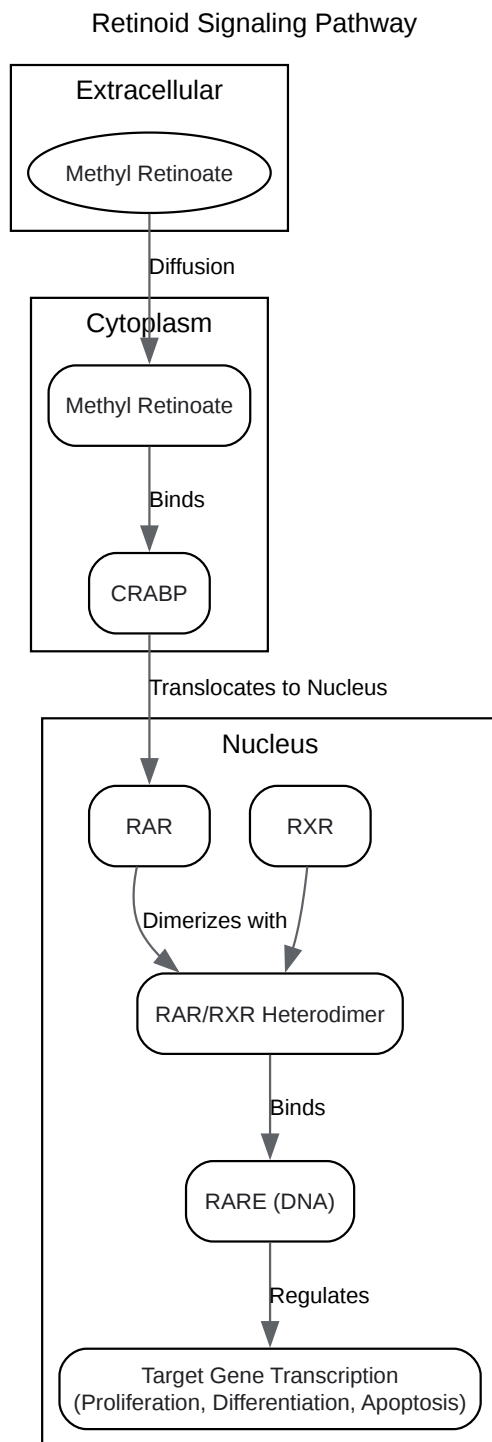 Retinoid Signaling Pathway
Extracellular
Methyl Retinoate
Diffusion
Cytoplasm
Methyl Retinoate
Binds
CRABP
Translocates to Nucleus
Nucleus
RAR
RXR
Dimerizes with
RAR/RXR Heterodimer
Binds
RARE (DNA)
Regulates
Target Gene Transcription
(Proliferation, Differentiation, Apoptosis)